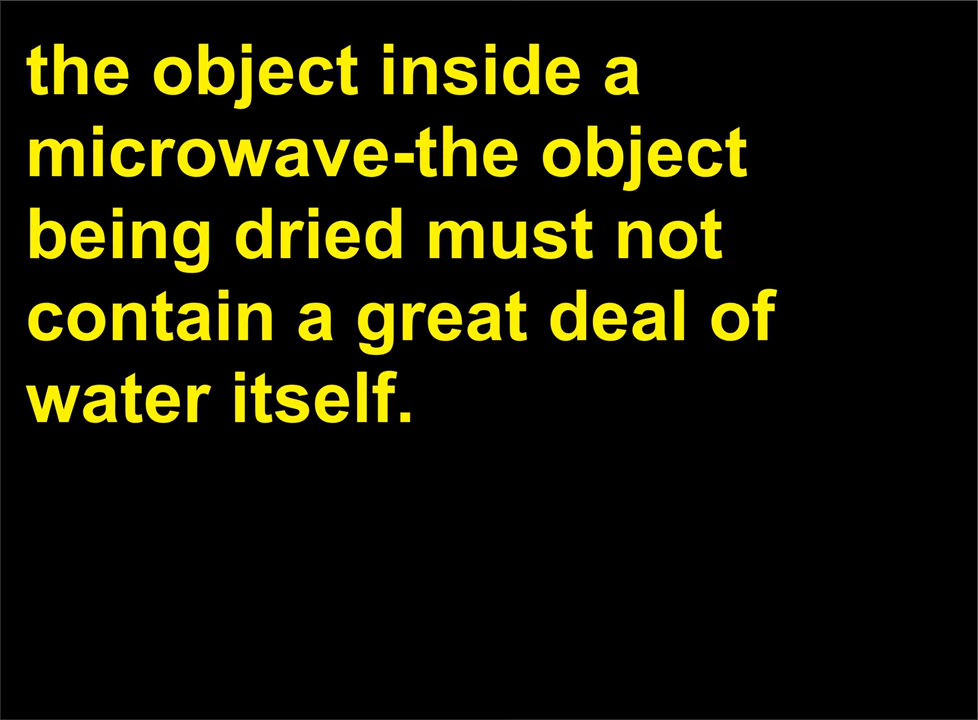 the object inside a
microwave-the object
being dried must not
contain a great deal of
water itself.